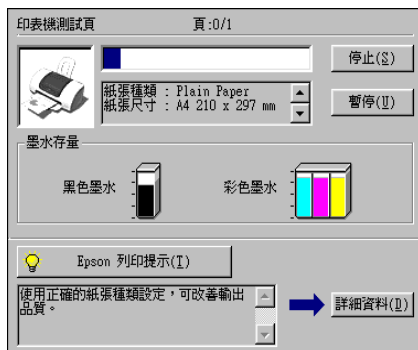 印表機測試頁 頁:0/1
停止(S)
紙張種類 : Plain Paper
紙張尺寸 : A4 210 x 297 mm
暫停(U)
墨水存量
黑色墨水 彩色墨水
Epson 列印提示(T)
使用正確的紙張種類設定，可改善輸出
品質。
詳細資料(D)